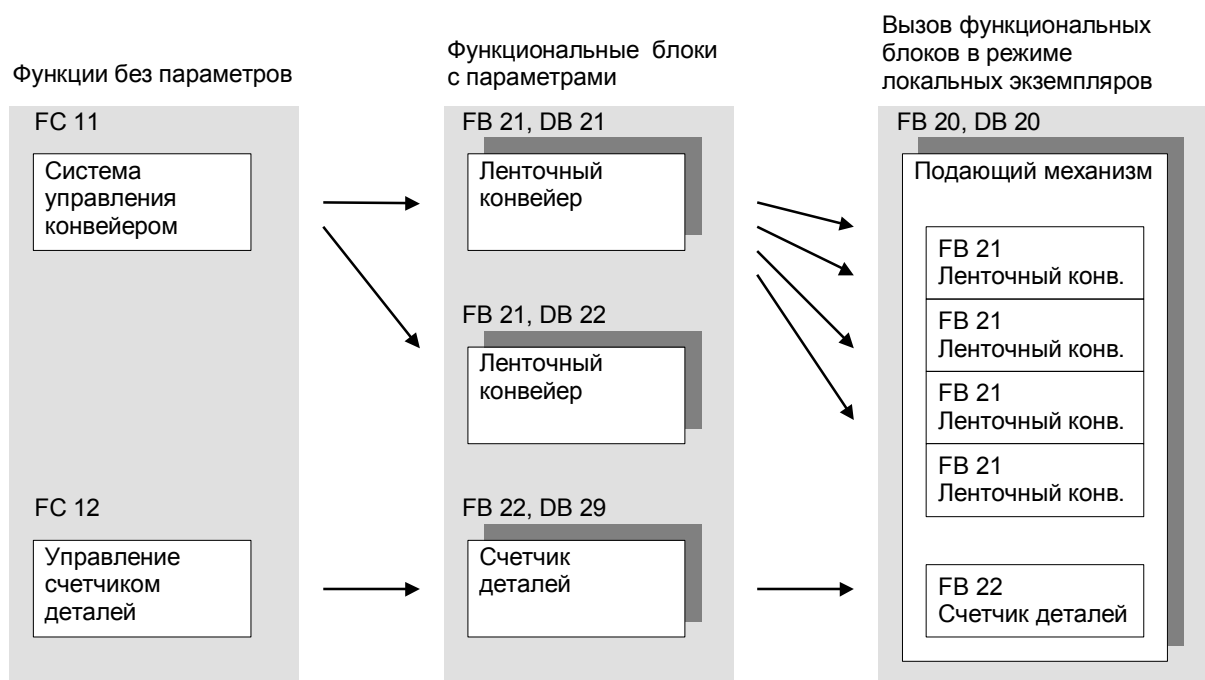 Функции без параметров
FC 11
Система
управления
конвейером
FC 12
Управление
счетчиком
деталей
Функциональные блоки
с параметрами
FB 21, DB 21
Ленточный
конвейер
FB 21, DB 22
Ленточный
конвейер
FB 22, DB 29
Счетчик
деталей
Вызов функциональных
блоков в режиме
локальных экземпляров
FB 20, DB 20
Подающий механизм
FB 21
Ленточный конв.
FB 21
Ленточный конв.
FB 21
Ленточный конв.
FB 21
Ленточный конв.
FB 22
Счетчик деталей